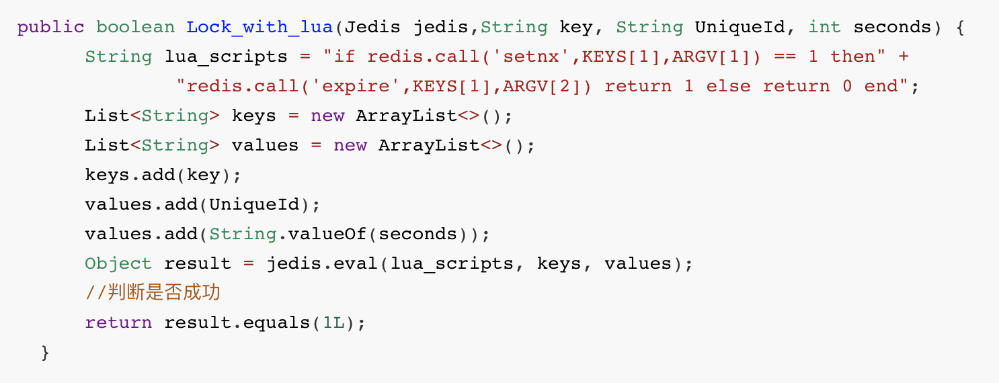 public boolean Lock_with_lua(Jedis jedis,String key, String UniqueId, int seconds) {
String lua_scripts = "if redis.call('setnx',KEYS[1],ARGV[1]) == 1 then" +
"redis.call('expire',KEYS[1],ARGV[2]) return 1 else return 0 end";
List<String> keys = new ArrayList<>();
List<String> values = new ArrayList<>();
keys.add(key);
values.add(UniqueId);
values.add(String.valueOf(seconds));
Object result = jedis.eval(lua_scripts, keys, values);
//判断是否成功
return result.equals(1L);
}